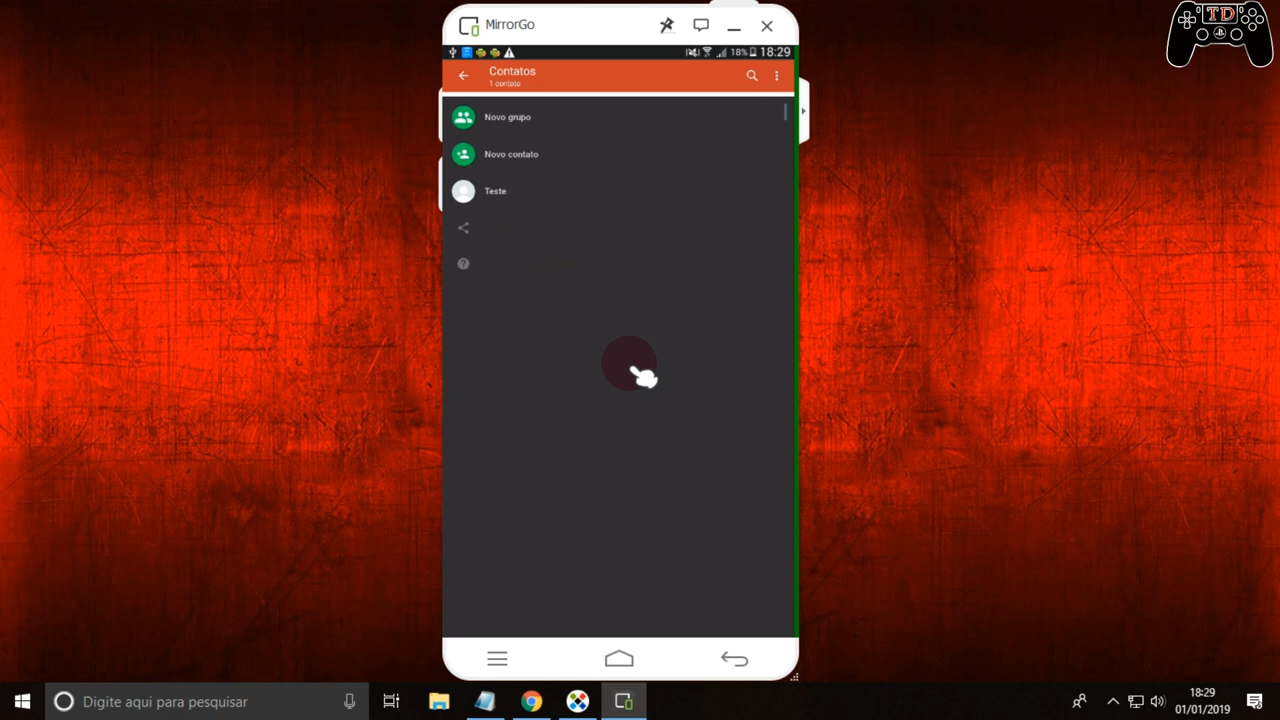 TD
MirrorGo
18% 18:29
Contatos
1 contato
Novo grupo
Novo contato
Teste
Digite aqui para pesquisar
18:29
01/01/2019